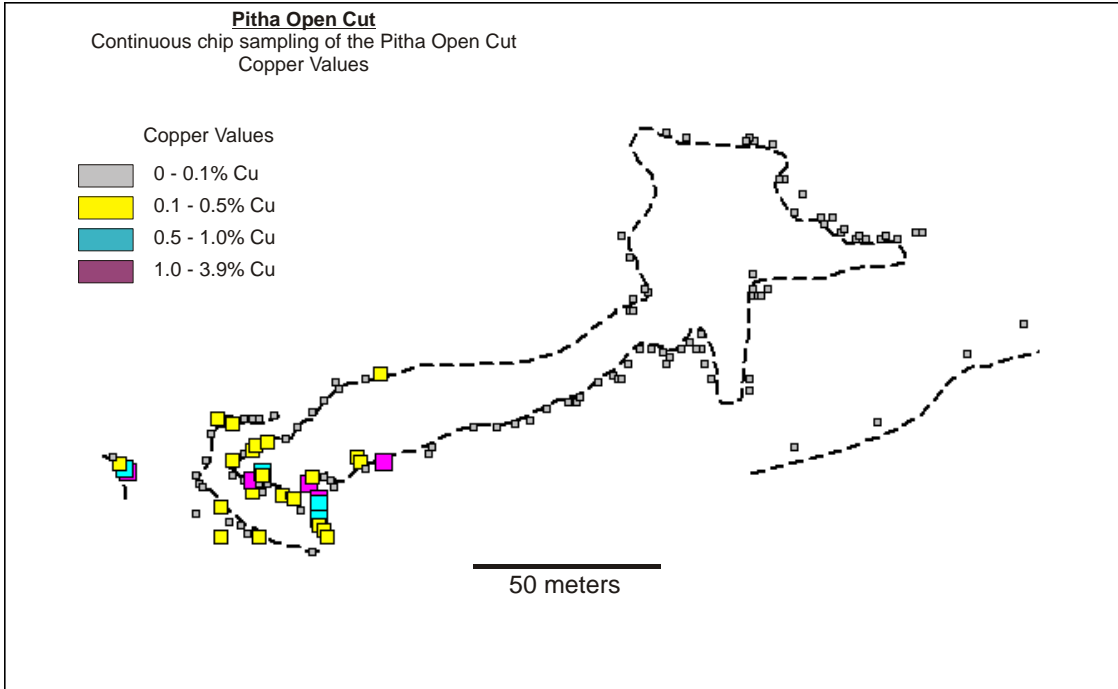 Pitha Open Cut
Continuous chip sampling of the Pitha Open Cut
Copper Values
Copper Values
0 - 0.1% Cu
0.1 - 0.5% Cu
0.5 - 1.0% Cu
1.0 - 3.9% Cu
50 meters